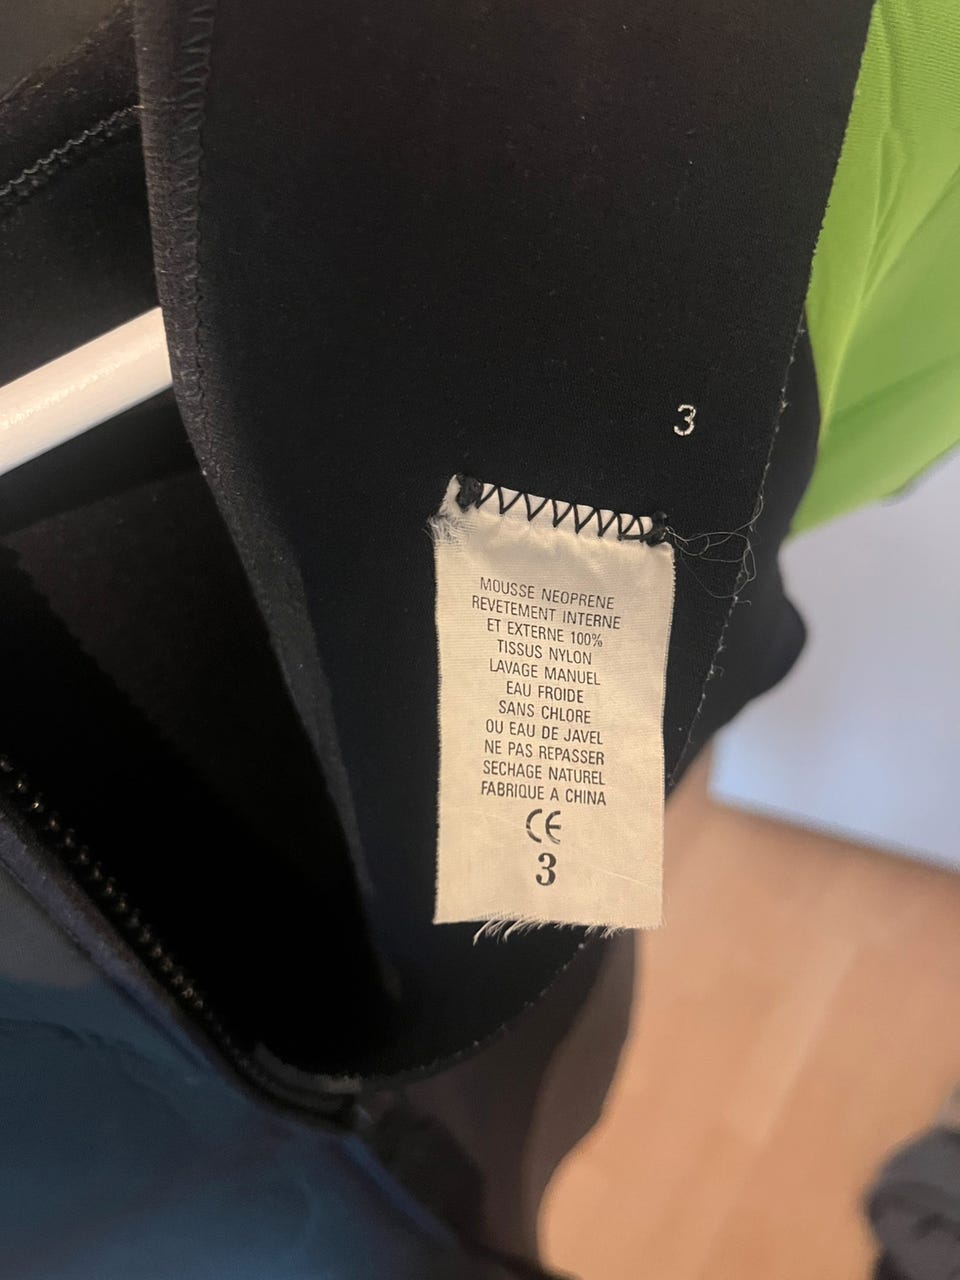 3
MOUSSE NEOPRENE
REVETEMENT INTERNE
ET EXTERNE 100%
TISSUS NYLON
LAVAGE MANUEL
EAU FROIDE
SANS CHLORE
OU EAU DE JAVEL
NE PAS REPASSER
SECHAGE NATUREL
FABRIQUE A CHINA
CE
3